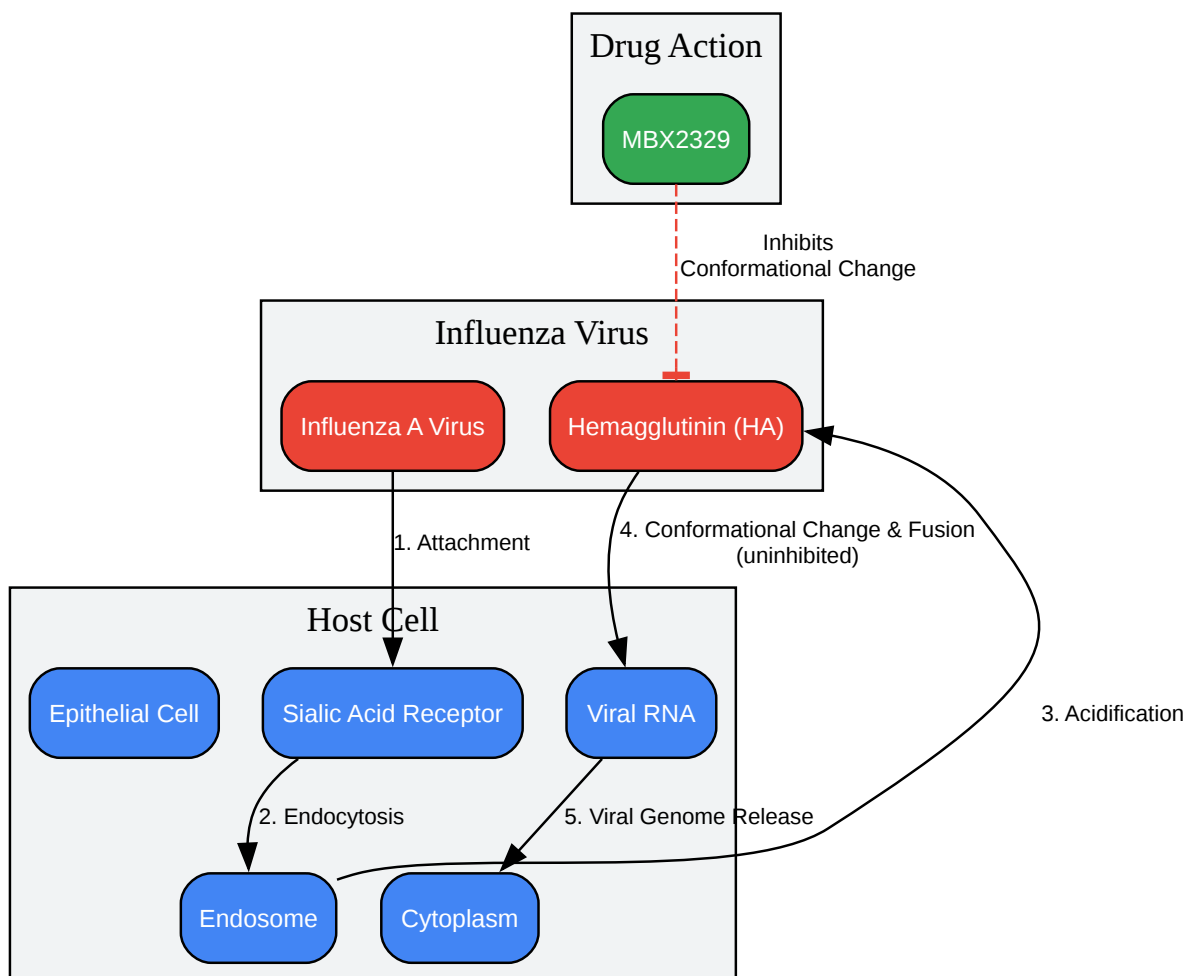 Drug Action
MBX2329
Inhibits
Conformational Change
Influenza Virus
Influenza A Virus
Hemagglutinin (HA)
1. Attachment
4. Conformational Change & Fusion
(uninhibited)
Host Cell
Epithelial Cell
Sialic Acid Receptor
Viral RNA
3. Acidification
2. Endocytosis
5. Viral Genome Release
Endosome
Cytoplasm